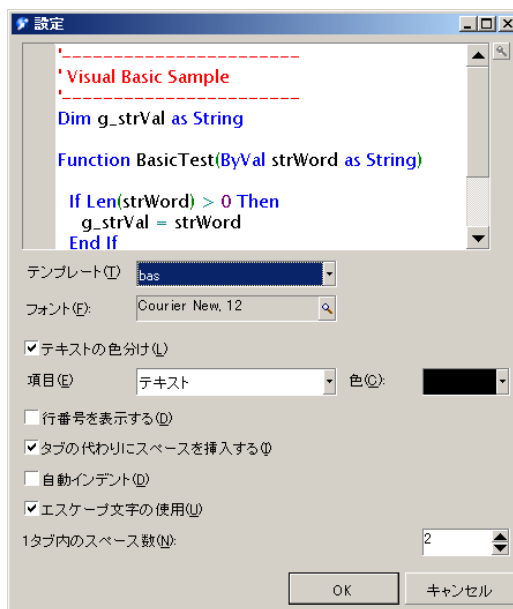 設定
'________________________
' Visual Basic Sample
'________________________
Dim g_strVal as String
Function BasicTest(ByVal strWord as String)
If Len(strWord) > 0 Then
g_strVal = strWord
End If
テンプレート(T) bas
フォント(F): Courier New, 12
テキストの色分け(L)
項目(E) テキスト 色(C):
行番号を表示する(D)
タブの代わりにスペースを挿入する(I)
自動インデント(D)
エスケープ文字の使用(U)
1タブ内のスペース数(N): 2
OK キャンセル